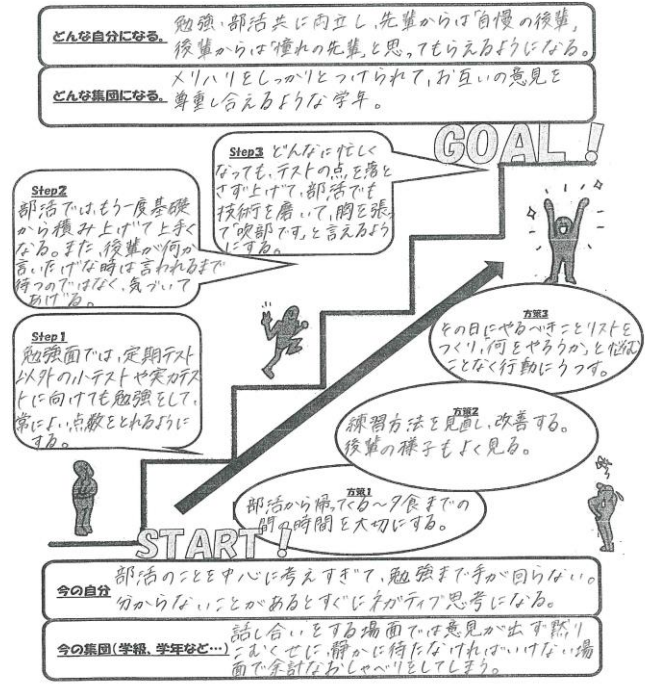 どんな自分になる。
勉強・部活共に両立し、先輩からは「自慢の後輩」
後輩からは「憧れの先輩」と思ってもらえるようになる。
どんな集団になる。
メリハリをしっかりとつけられて、お互いの意見を
尊重し合えるような学年。
GOAL!
Step3 どんなに忙しく
なっても、テストの点を落と
さず上げて、部活でも
技術を磨いて、胸を張っ
て「吹部です」と言えるよう
にする。
Step2
部活では、もう一度基礎
から積み上げて上手く
なる。また、後輩が何か
言いたげな時は言われるまで
待つのではなく、気づいて
あげる。
Step1
勉強面では、定期テスト
以外の小テストや実力テス
トに向けても勉強をして、
常によい点数をとれるように
する。
方策3
その日にやるべきことリストを
つくり、「何をやろうか」と悩む
ことなく行動にうつす。
方策2
練習方法を見直し、改善する。
後輩の様子もよく見る。
方策1
部活から帰ってくる〜夕食までの
間の時間を大切にする。
START!
今の自分
部活のことを中心に考えすぎて、勉強まで手が回らない。
分からないことがあるとすぐにネガティブ思考になる。
今の集団(学級、学年など…)
話し合いをする場面では意見が出ず黙り
こむくせに、静かに待たなければいけない場
面で余計なおしゃべりをしてしまう。